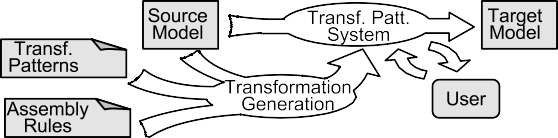 Source
Model
Transf. Patt.
System
Target
Model
Transf.
Patterns
Transformation
Generation
User
Assembly
Rules